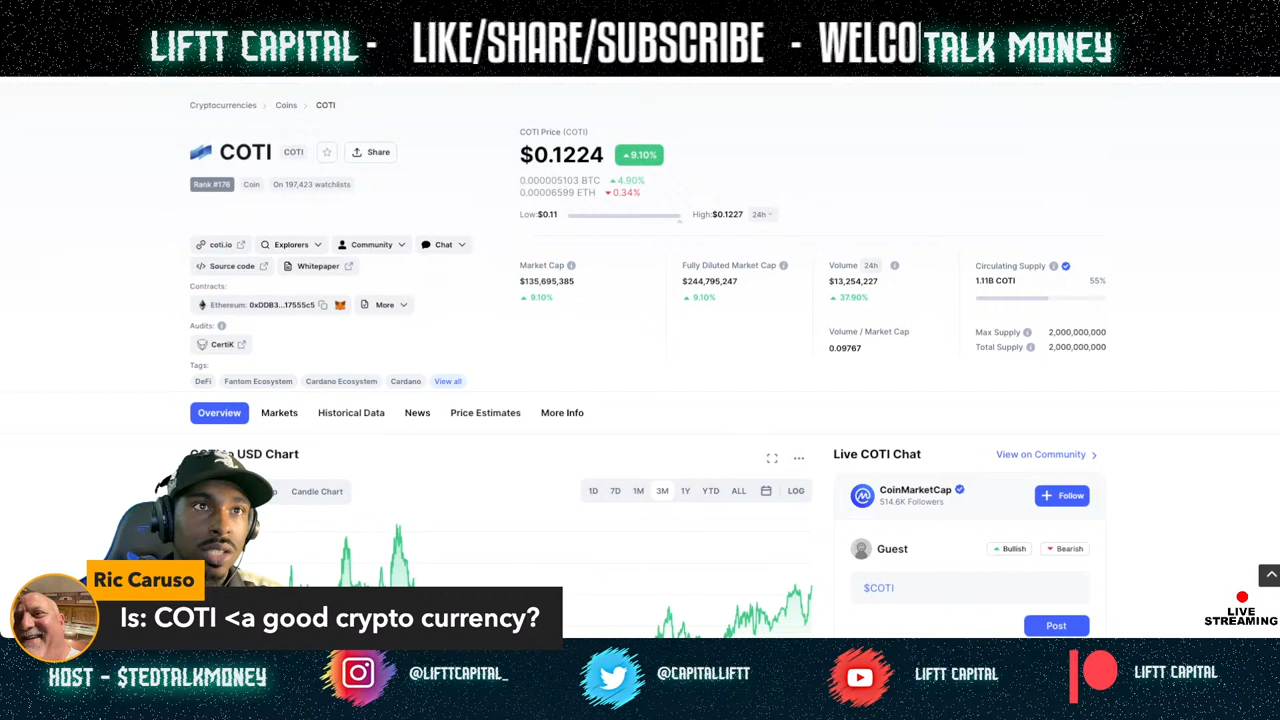 LIFTT CAPITAL - LIKE/SHARE/SUBSCRIBE - WELCO TALK MONEY
Cryptocurrencies > Coins > COTI
COTI COTI Share
Rank #176 Coin On 197,423 watchlists
COTI Price (COTI)
$0.1224 9.10%
0.000005103 BTC 4.90%
0.00006599 ETH 0.34%
Low:$0.11 High:$0.1227 24h
coti.io Explorers Community Chat
Source code Whitepaper
Contracts:
Ethereum: 0xDDB3...17555c5 More
Audits:
CertiK
Tags:
DeFi Fantom Ecosystem Cardano Ecosystem Cardano View all
Market Cap
$135,695,385
9.10%
Fully Diluted Market Cap
$244,795,247
9.10%
Volume 24h
$13,254,227
37.90%
Volume / Market Cap
0.09767
Circulating Supply
1.11B COTI 55%
Max Supply 2,000,000,000
Total Supply 2,000,000,000
Overview Markets Historical Data News Price Estimates More Info
USD Chart
Candle Chart
1D 7D 1M 3M 1Y YTD ALL LOG
Live COTI Chat View on Community >
CoinMarketCap
514.6K Followers
+ Follow
Guest Bullish Bearish
$COTI
Post
Ric Caruso
Is: COTI <a good crypto currency?
LIVE
STREAMING
HOST - $TEDTALKMONEY @LIFTTCAPITAL_ @CAPITALLIFTT LIFTT CAPITAL LIFTT CAPITAL